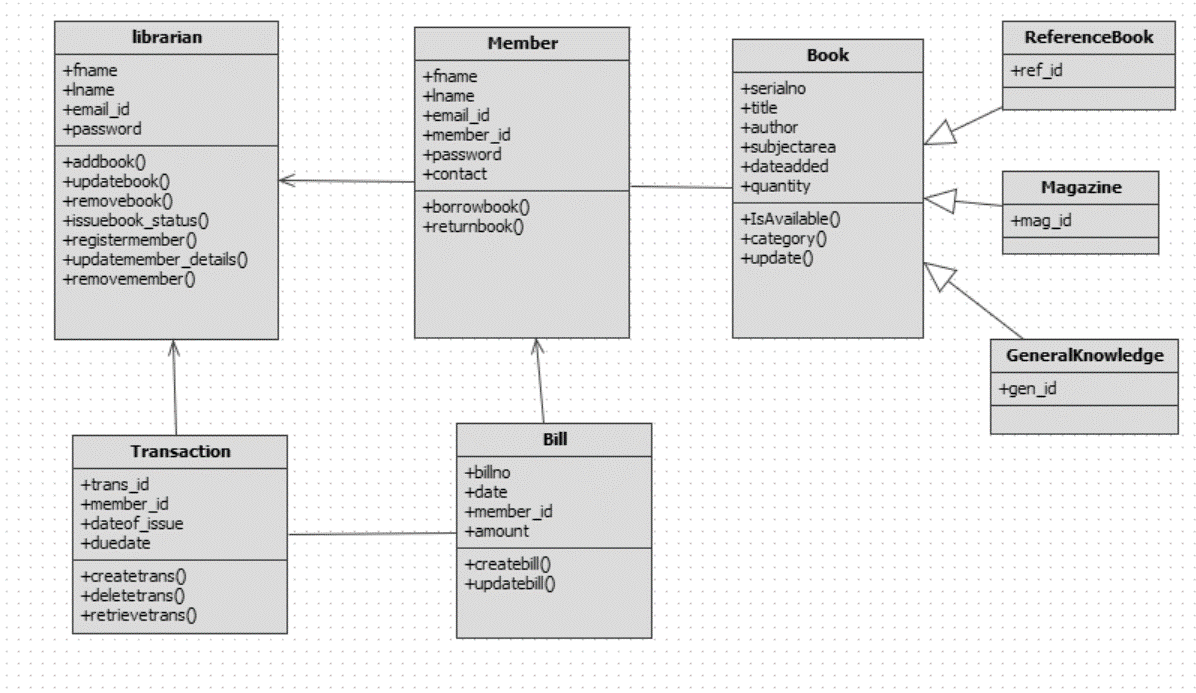 librarian
+fname
+lname
+email_id
+password
+addbook()
+updatebook()
+removebook()
+issuebook_status()
+registermember()
+updatemember_details()
+removemember()
Member
+fname
+lname
+email_id
+member_id
+password
+contact
+borrowbook()
+returnbook()
Book
+serialno
+title
+author
+subjectarea
+dateadded
+quantity
+IsAvailable()
+category()
+update()
ReferenceBook
+ref_id
Magazine
+mag_id
GeneralKnowledge
+gen_id
Transaction
+trans_id
+member_id
+dateof_issue
+duedate
+createtrans()
+deletetrans()
+retrievetrans()
Bill
+billno
+date
+member_id
+amount
+createbill()
+updatebill()